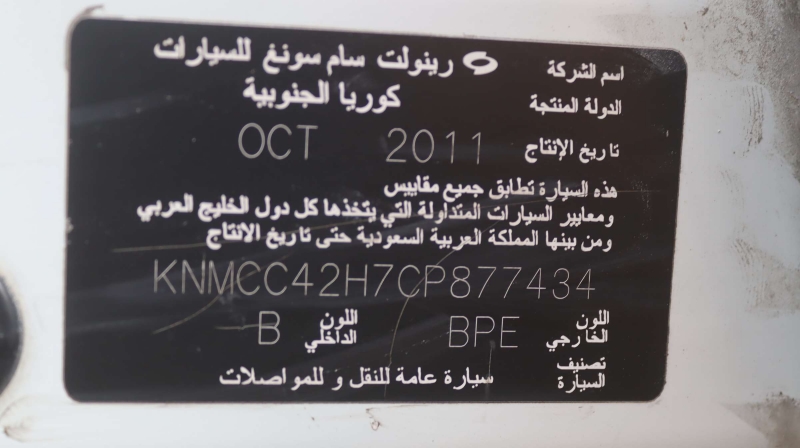 اسم الشركة رينولت سام سونغ للسيارات
الدولة المنتجة كوريا الجنوبية
تاريخ الإنتاج OCT 2011
هذه السيارة تطابق جميع مقاييس
ومعايير السيارات المتداولة التي يتخذها كل دول الخليج العربي
ومن بينها المملكة العربية السعودية حتى تاريخ الانتاج
KNMCC42H7CP877434
اللون الخارجي BPE اللون الداخلي B
تصنيف السيارة سيارة عامة للنقل و للمواصلات